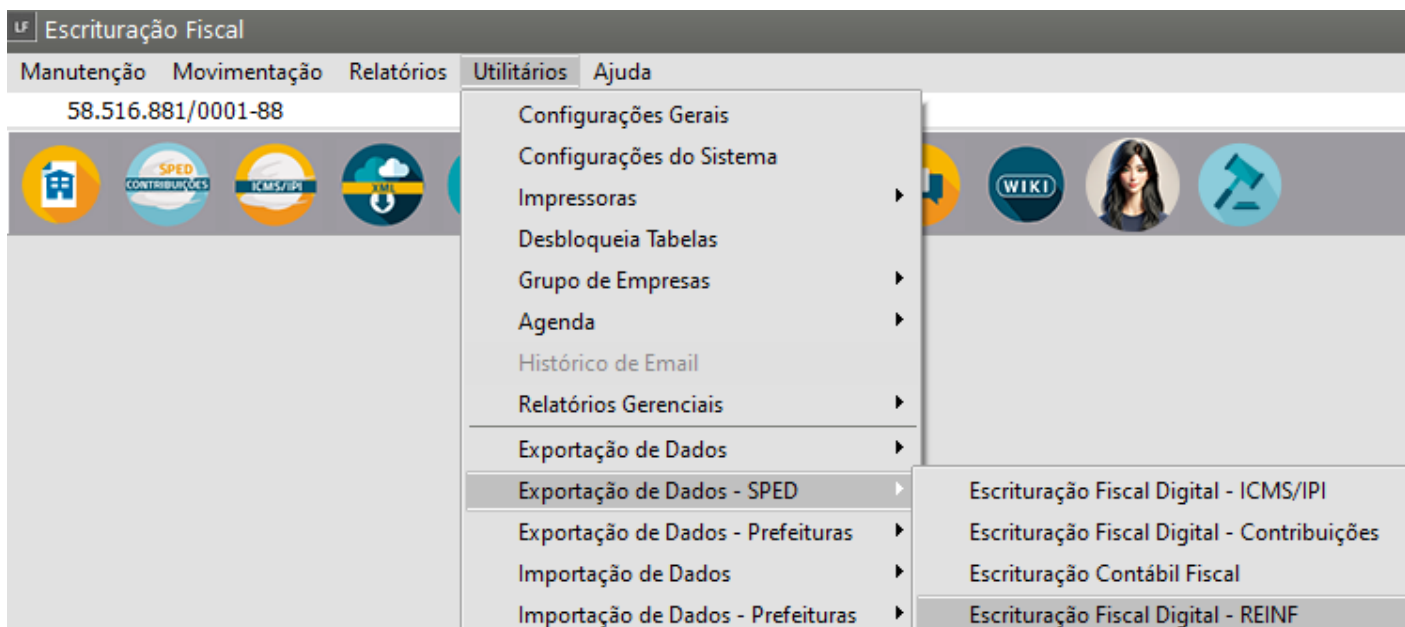 LF Escrituração Fiscal
Manutenção Movimentação Relatórios Utilitários Ajuda
58.516.881/0001-88
SPED CONTRIBUIÇÕES
ICMS/IPI
XML
WIKI
Configurações Gerais
Configurações do Sistema
Impressoras
Desbloqueia Tabelas
Grupo de Empresas
Agenda
Histórico de Email
Relatórios Gerenciais
Exportação de Dados
Exportação de Dados - SPED
Exportação de Dados - Prefeituras
Importação de Dados
Importação de Dados - Prefeituras
Escrituração Fiscal Digital - ICMS/IPI
Escrituração Fiscal Digital - Contribuições
Escrituração Contábil Fiscal
Escrituração Fiscal Digital - REINF